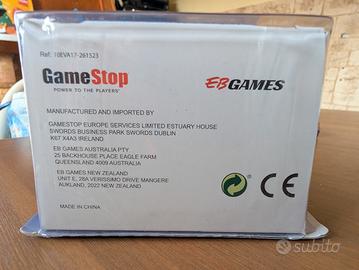 Ref: 10EVA17-261523
GameStop
POWER TO THE PLAYERS
EB GAMES
MANUFACTURED AND IMPORTED BY
GAMESTOP EUROPE SERVICES LIMITED ESTUARY HOUSE
SWORDS BUSINESS PARK SWORDS DUBLIN
K67 X4A3 IRELAND
EB GAMES AUSTRALIA PTY
25 BACKHOUSE PLACE EAGLE FARM
QUEENSLAND 4009 AUSTRALIA
EB GAMES NEW ZEALAND
UNIT E, 28A VERISSIMO DRIVE MANGERE
AUKLAND, 2022 NEW ZEALAND
CE
MADE IN CHINA
subito